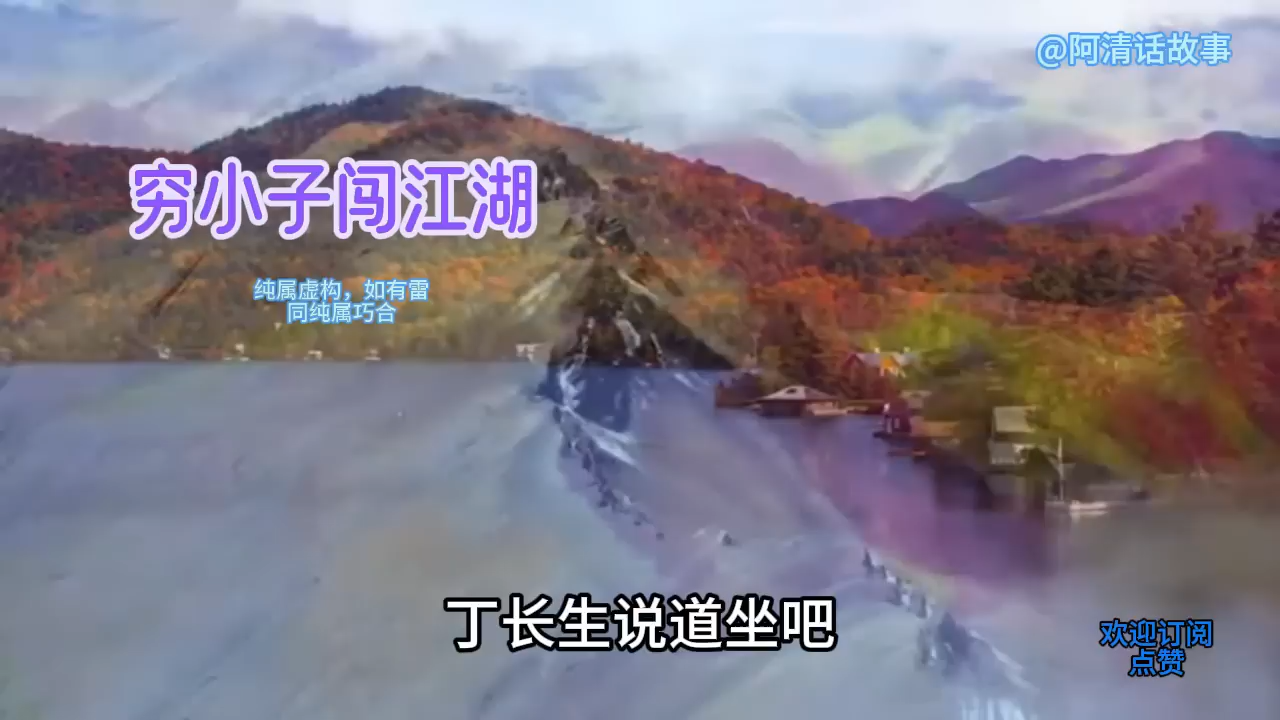 @阿清话故事
穷小子闯江湖
纯属虚构，如有雷
同纯属巧合
丁长生说道坐吧
欢迎订阅
点赞